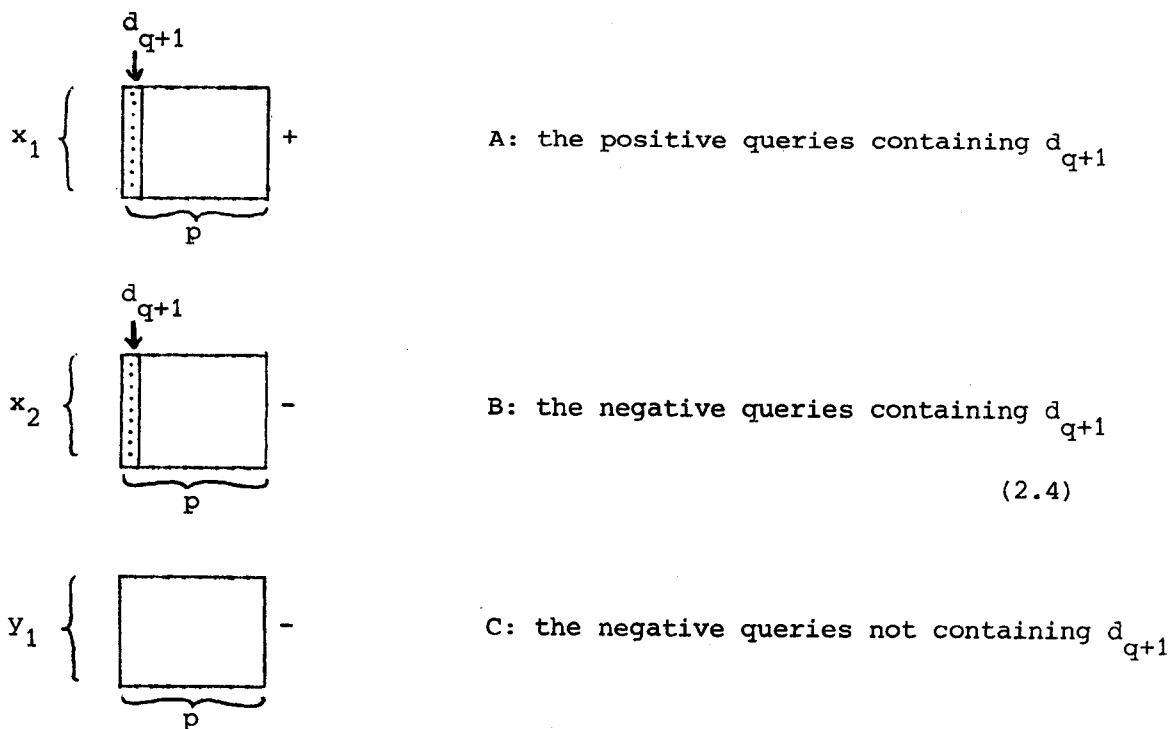 d_{q+1}
x_1 { + A: the positive queries containing d_{q+1}
p
d_{q+1}
x_2 { - B: the negative queries containing d_{q+1}
(2.4)
p
y_1 { - C: the negative queries not containing d_{q+1}
p